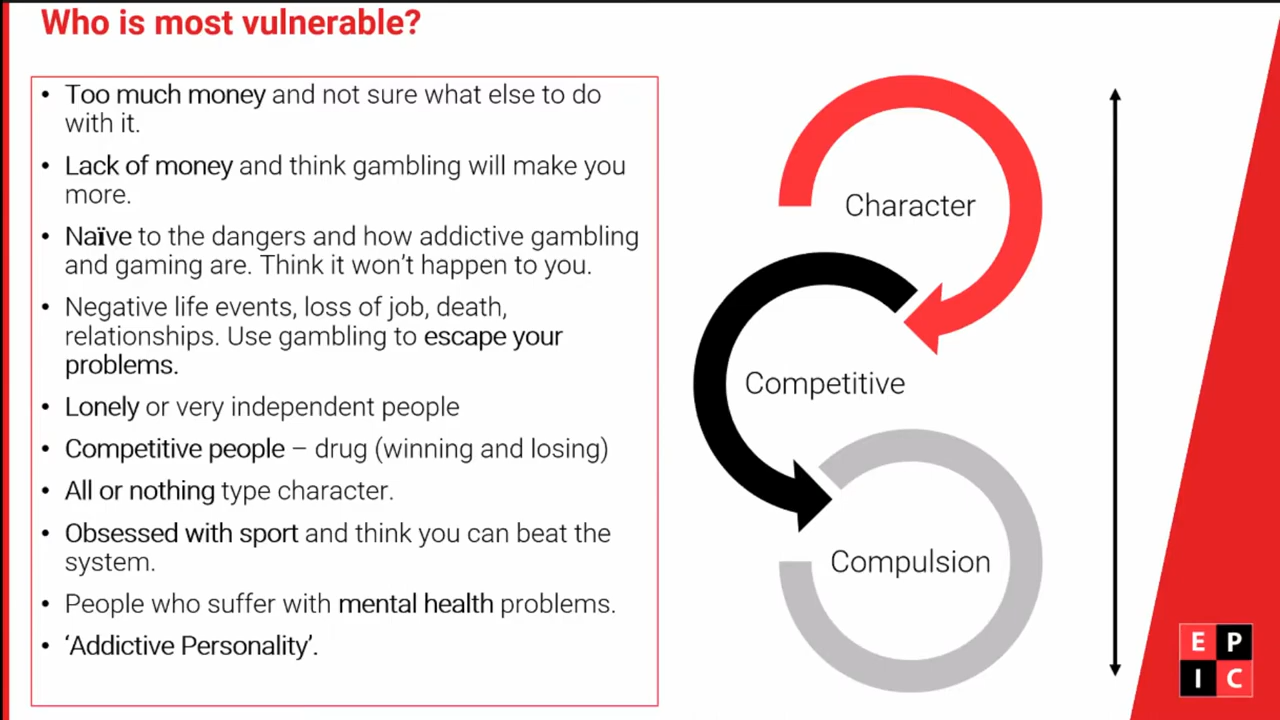 Who is most vulnerable?
• Too much money and not sure what else to do
with it.
• Lack of money and think gambling will make you
more.
• Naïve to the dangers and how addictive gambling
and gaming are. Think it won't happen to you.
• Negative life events, loss of job, death,
relationships. Use gambling to escape your
problems.
• Lonely or very independent people
• Competitive people – drug (winning and losing)
• All or nothing type character.
• Obsessed with sport and think you can beat the
system.
• People who suffer with mental health problems.
• 'Addictive Personality'.
Character
Competitive
Compulsion
E P
I C